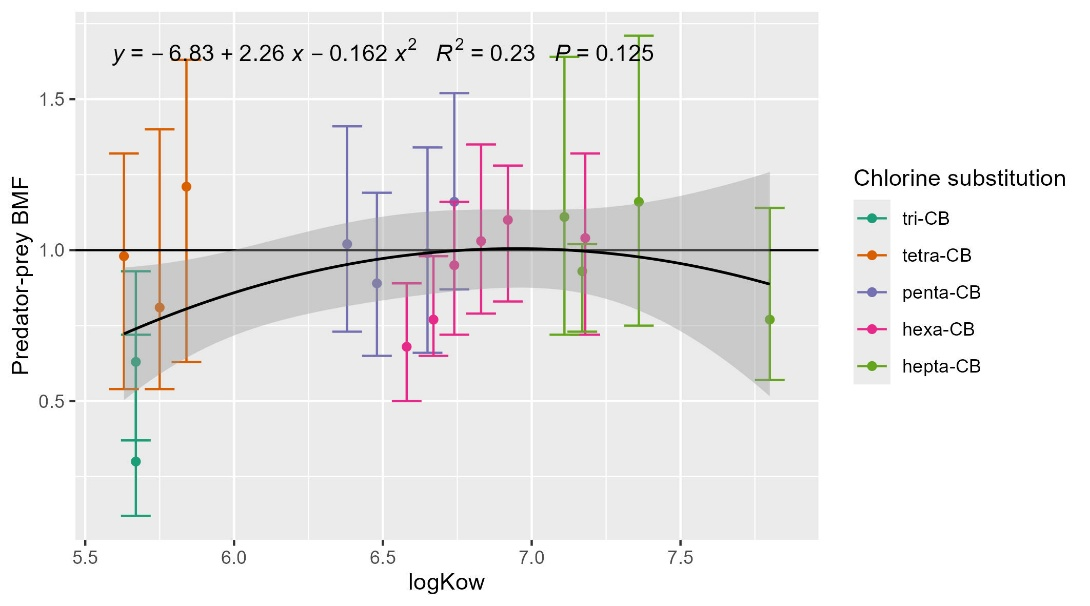 y = − 6.83 + 2.26 x − 0.162 x² R² = 0.23 P = 0.125
Predator-prey BMF
1.5
1.0
0.5
5.5 6.0 6.5 7.0 7.5
logKow
Chlorine substitution
tri-CB
tetra-CB
penta-CB
hexa-CB
hepta-CB